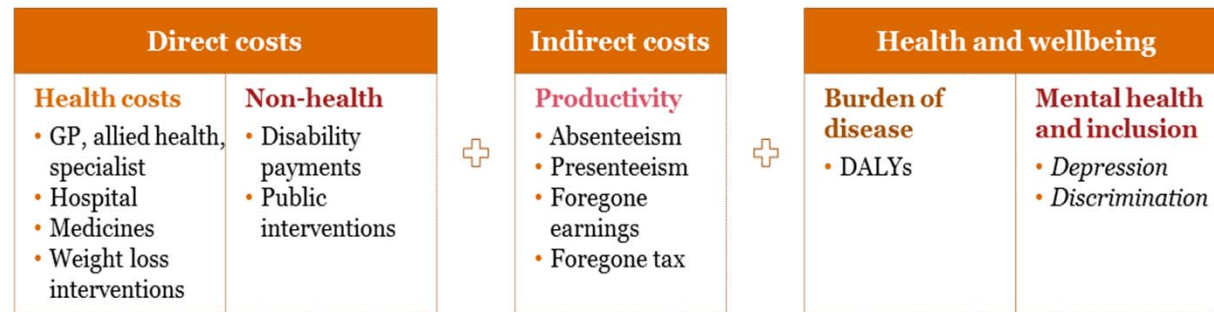 Direct costs
Health costs
• GP, allied health,
specialist
• Hospital
• Medicines
• Weight loss
interventions
Non-health
• Disability
payments
• Public
interventions
Indirect costs
Productivity
• Absenteeism
• Presenteeism
• Foregone
earnings
• Foregone tax
Health and wellbeing
Burden of
disease
• DALYs
Mental health
and inclusion
• Depression
• Discrimination